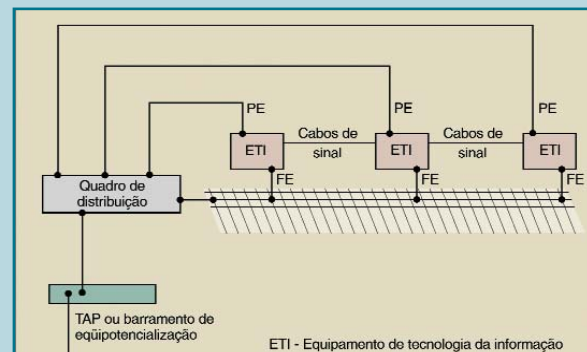 PE
PE
PE
Cabos de
sinal
Cabos de
sinal
ETI
ETI
ETI
FE
FE
FE
Quadro de
distribuição
TAP ou barramento de
eqüipotencialização
ETI - Equipamento de tecnologia da informação